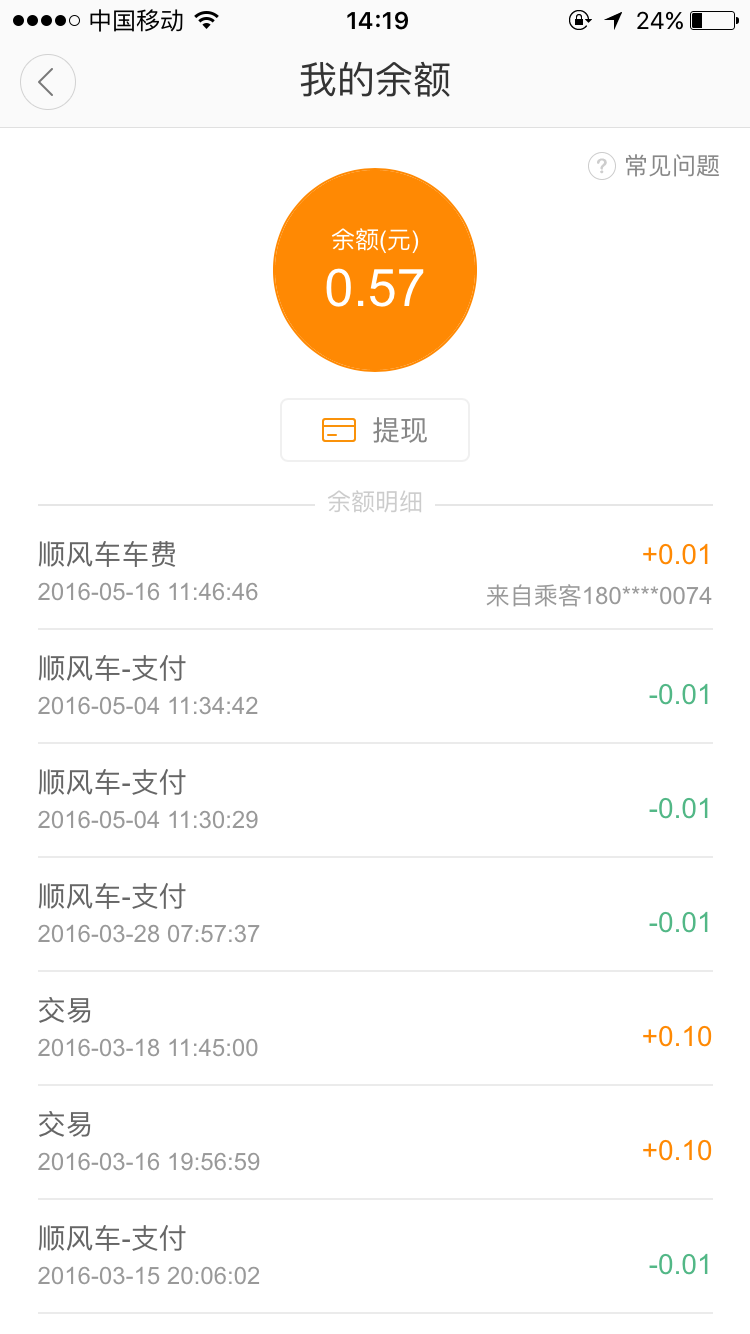 中国移动 14:19 24%
我的余额
? 常见问题
余额(元)
0.57
提现
余额明细
顺风车车费 +0.01
2016-05-16 11:46:46 来自乘客180****0074
顺风车-支付
2016-05-04 11:34:42 -0.01
顺风车-支付
2016-05-04 11:30:29 -0.01
顺风车-支付
2016-03-28 07:57:37 -0.01
交易
2016-03-18 11:45:00 +0.10
交易
2016-03-16 19:56:59 +0.10
顺风车-支付
2016-03-15 20:06:02 -0.01